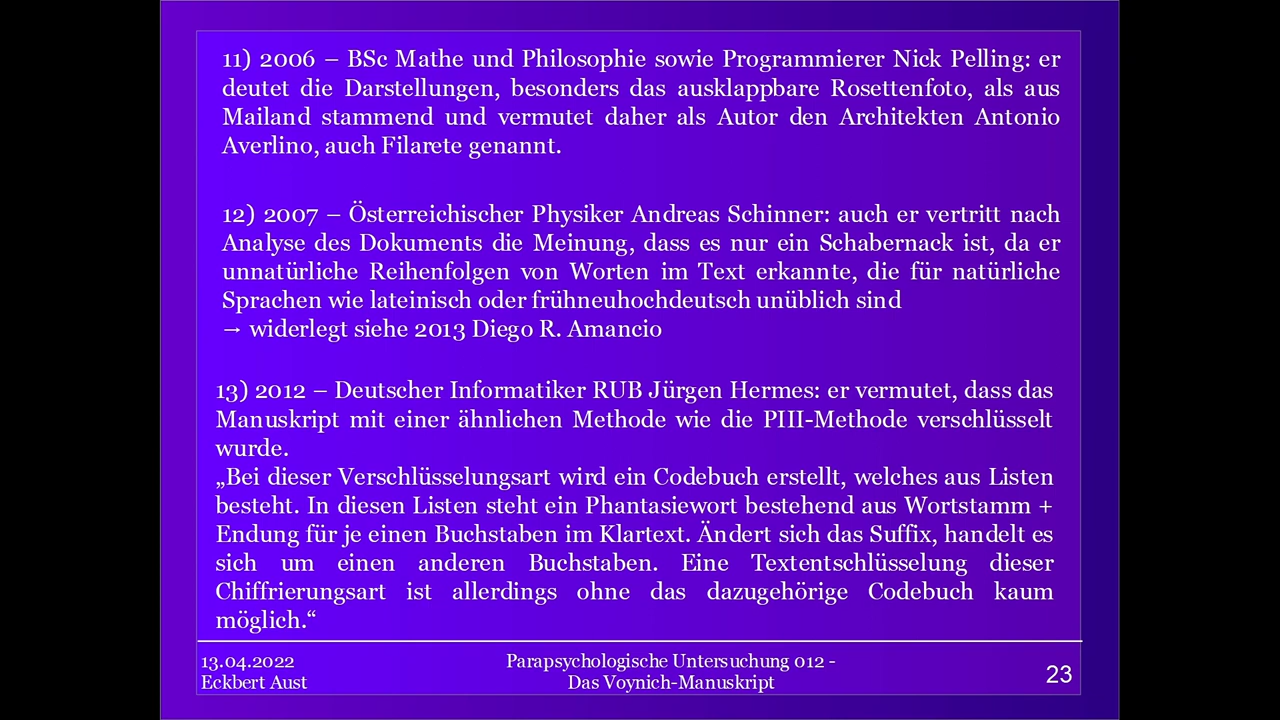 11) 2006 – BSc Mathe und Philosophie sowie Programmierer Nick Pelling: er
deutet die Darstellungen, besonders das ausklappbare Rosettenfoto, als aus
Mailand stammend und vermutet daher als Autor den Architekten Antonio
Averlino, auch Filarete genannt.
12) 2007 – Österreichischer Physiker Andreas Schinner: auch er vertritt nach
Analyse des Dokuments die Meinung, dass es nur ein Schabernack ist, da er
unnatürliche Reihenfolgen von Worten im Text erkannte, die für natürliche
Sprachen wie lateinisch oder frühneuhochdeutsch unüblich sind
→ widerlegt siehe 2013 Diego R. Amancio
13) 2012 – Deutscher Informatiker RUB Jürgen Hermes: er vermutet, dass das
Manuskript mit einer ähnlichen Methode wie die PIII-Methode verschlüsselt
wurde.
„Bei dieser Verschlüsselungsart wird ein Codebuch erstellt, welches aus Listen
besteht. In diesen Listen steht ein Phantasiewort bestehend aus Wortstamm +
Endung für je einen Buchstaben im Klartext. Ändert sich das Suffix, handelt es
sich um einen anderen Buchstaben. Eine Textentschlüsselung dieser
Chiffrierungsart ist allerdings ohne das dazugehörige Codebuch kaum
möglich.“
13.04.2022
Eckbert Aust
Parapsychologische Untersuchung 012 -
Das Voynich-Manuskript
23